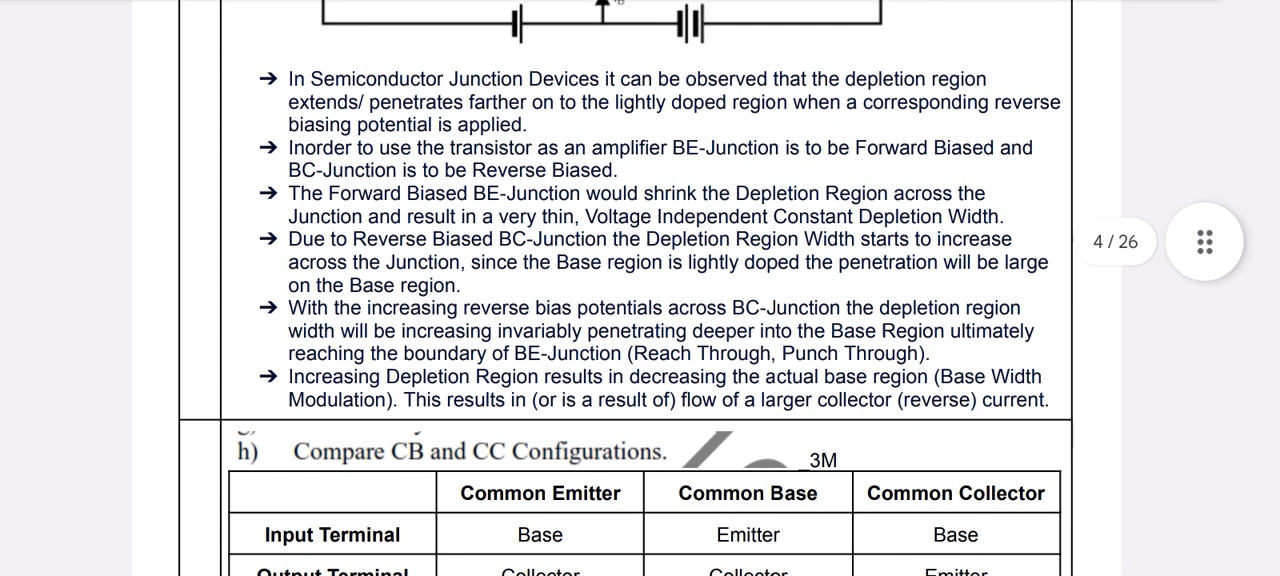 → In Semiconductor Junction Devices it can be observed that the depletion region
extends/ penetrates farther on to the lightly doped region when a corresponding reverse
biasing potential is applied.
→ Inorder to use the transistor as an amplifier BE-Junction is to be Forward Biased and
BC-Junction is to be Reverse Biased.
→ The Forward Biased BE-Junction would shrink the Depletion Region across the
Junction and result in a very thin, Voltage Independent Constant Depletion Width.
→ Due to Reverse Biased BC-Junction the Depletion Region Width starts to increase
across the Junction, since the Base region is lightly doped the penetration will be large
on the Base region.
4 / 26
→ With the increasing reverse bias potentials across BC-Junction the depletion region
width will be increasing invariably penetrating deeper into the Base Region ultimately
reaching the boundary of BE-Junction (Reach Through, Punch Through).
→ Increasing Depletion Region results in decreasing the actual base region (Base Width
Modulation). This results in (or is a result of) flow of a larger collector (reverse) current.
h) Compare CB and CC Configurations. _3M
Common Emitter Common Base Common Collector
Input Terminal Base Emitter Base
Output Terminal Collector Collector Emitter